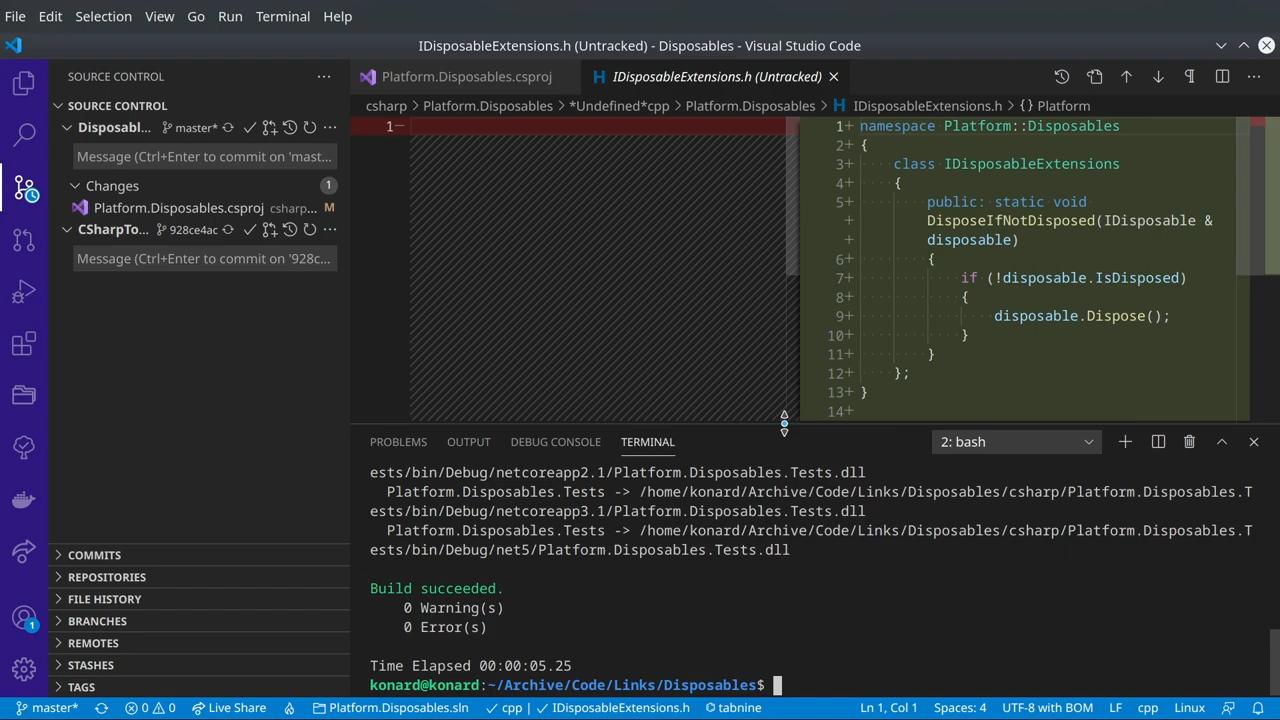 File Edit Selection View Go Run Terminal Help
IDisposableExtensions.h (Untracked) - Disposables - Visual Studio Code
SOURCE CONTROL
SOURCE CONTROL
Disposabl... master*
Message (Ctrl+Enter to commit on 'mast...
Changes 1
Platform.Disposables.csproj csharp... M
CSharpTo... 928ce4ac
Message (Ctrl+Enter to commit on '928c...
COMMITS
REPOSITORIES
FILE HISTORY
BRANCHES
REMOTES
STASHES
TAGS
1
Platform.Disposables.csproj IDisposableExtensions.h (Untracked)
csharp > Platform.Disposables > *Undefined*cpp > Platform.Disposables > IDisposableExtensions.h > {} Platform
1−
1+ namespace Platform::Disposables
2+ {
3+ class IDisposableExtensions
4+ {
5+ public: static void
+ DisposeIfNotDisposed(IDisposable &
+ disposable)
6+ {
7+ if (!disposable.IsDisposed)
8+ {
9+ disposable.Dispose();
10+ }
11+ }
12+ };
13+ }
14+
PROBLEMS OUTPUT DEBUG CONSOLE TERMINAL 2: bash
ests/bin/Debug/netcoreapp2.1/Platform.Disposables.Tests.dll
Platform.Disposables.Tests -> /home/konard/Archive/Code/Links/Disposables/csharp/Platform.Disposables.T
ests/bin/Debug/netcoreapp3.1/Platform.Disposables.Tests.dll
Platform.Disposables.Tests -> /home/konard/Archive/Code/Links/Disposables/csharp/Platform.Disposables.T
ests/bin/Debug/net5/Platform.Disposables.Tests.dll
Build succeeded.
0 Warning(s)
0 Error(s)
Time Elapsed 00:00:05.25
konard@konard:~/Archive/Code/Links/Disposables$
master* 0 0 Live Share Platform.Disposables.sln cpp | IDisposableExtensions.h tabnine Ln 1, Col 1 Spaces: 4 UTF-8 with BOM LF cpp Linux